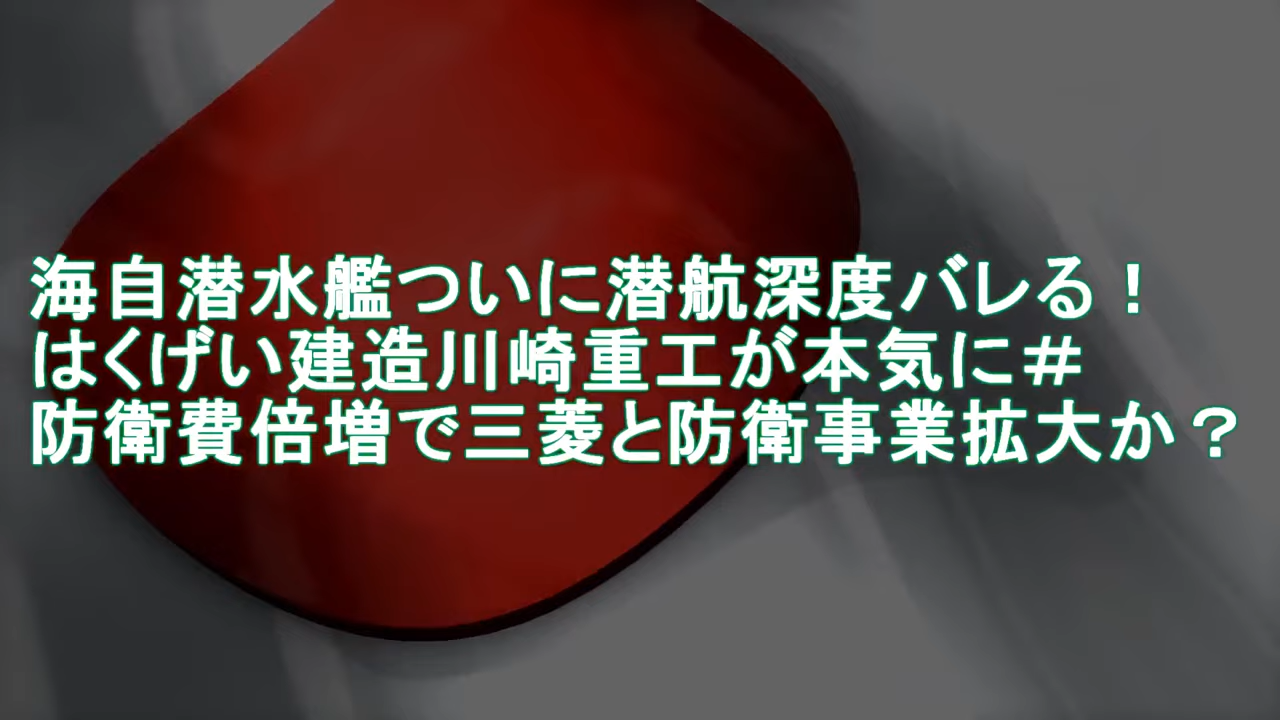 海自潜水艦ついに潜航深度バレる！
はくげい建造川崎重工が本気に＃
防衛費倍増で三菱と防衛事業拡大か？